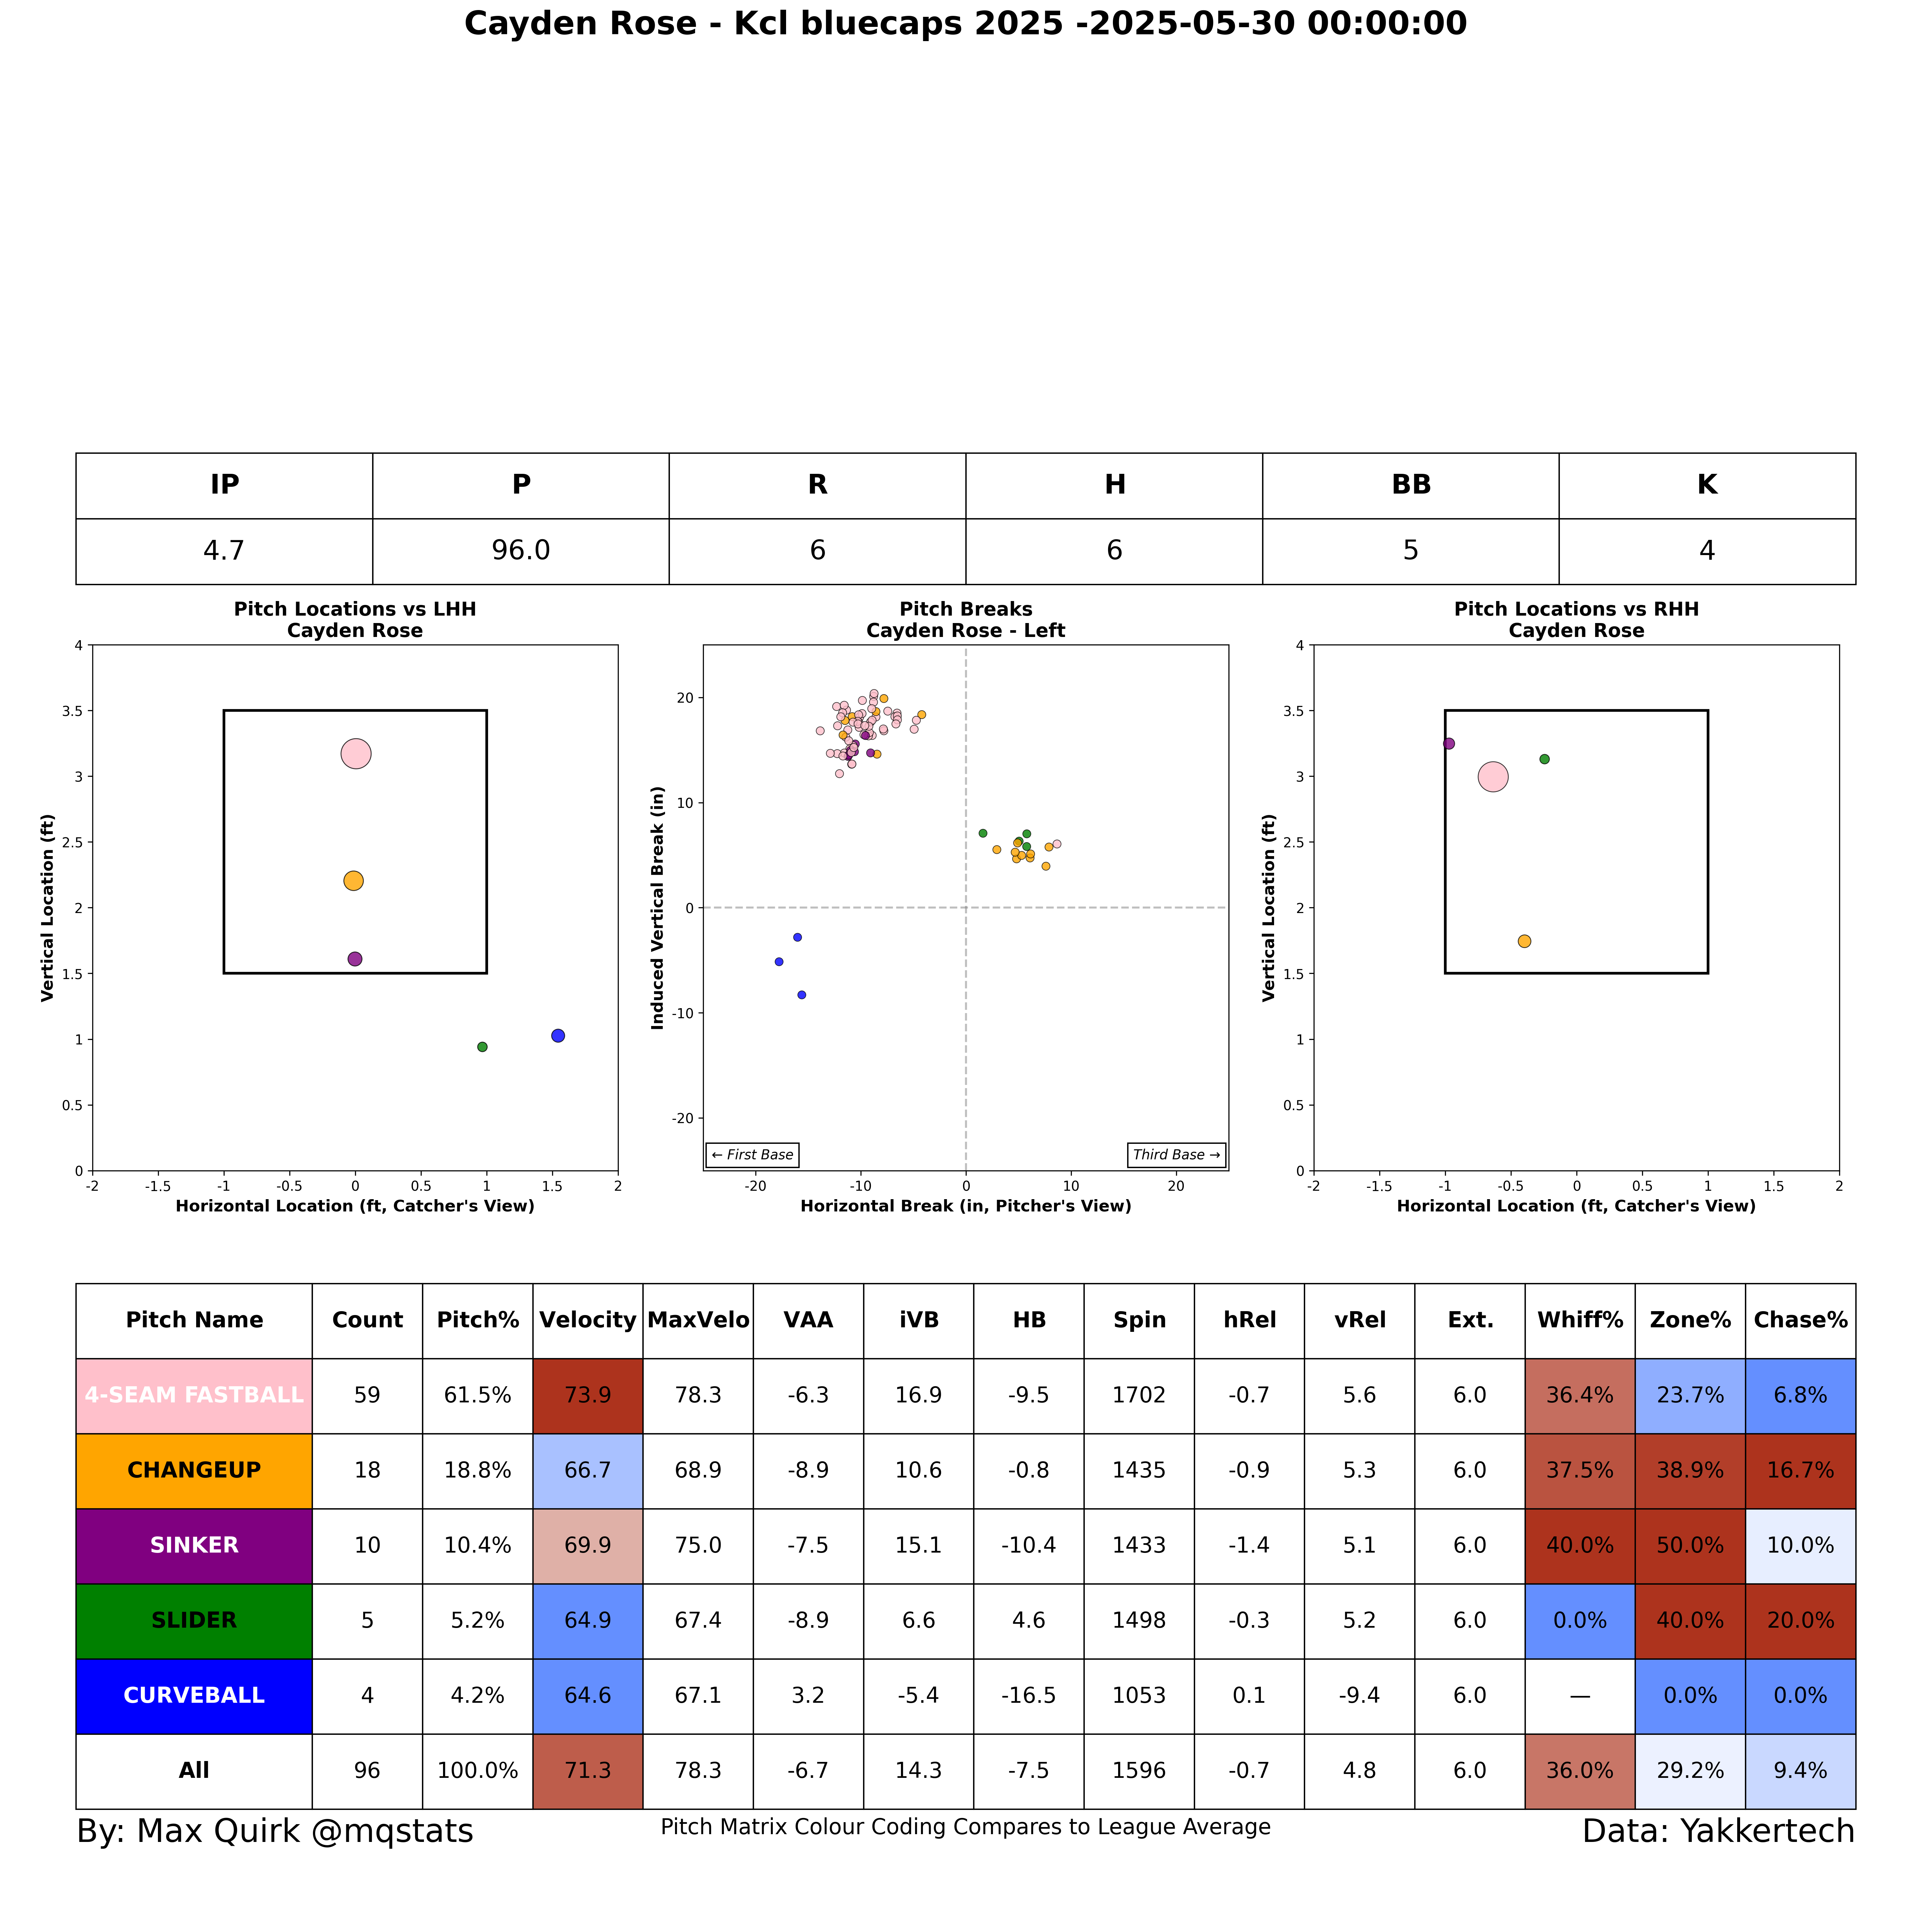 Cayden Rose - Kcl bluecaps 2025 -2025-05-30 00:00:00
IP P R H BB K
4.7 96.0 6 6 5 4
Pitch Locations vs LHH
Cayden Rose
4
3.5
3
2.5
2
1.5
1
0.5
0
Vertical Location (ft)
-2 -1.5 -1 -0.5 0 0.5 1 1.5 2
Horizontal Location (ft, Catcher's View)
Pitch Breaks
Cayden Rose - Left
20
10
0
-10
-20
Induced Vertical Break (in)
← First Base
Third Base →
-20 -10 0 10 20
Horizontal Break (in, Pitcher's View)
Pitch Locations vs RHH
Cayden Rose
4
3.5
3
2.5
2
1.5
1
0.5
0
Vertical Location (ft)
-2 -1.5 -1 -0.5 0 0.5 1 1.5 2
Horizontal Location (ft, Catcher's View)
Pitch Name Count Pitch% Velocity MaxVelo VAA iVB HB Spin hRel vRel Ext. Whiff% Zone% Chase%
4-SEAM FASTBALL 59 61.5% 73.9 78.3 -6.3 16.9 -9.5 1702 -0.7 5.6 6.0 36.4% 23.7% 6.8%
CHANGEUP 18 18.8% 66.7 68.9 -8.9 10.6 -0.8 1435 -0.9 5.3 6.0 37.5% 38.9% 16.7%
SINKER 10 10.4% 69.9 75.0 -7.5 15.1 -10.4 1433 -1.4 5.1 6.0 40.0% 50.0% 10.0%
SLIDER 5 5.2% 64.9 67.4 -8.9 6.6 4.6 1498 -0.3 5.2 6.0 0.0% 40.0% 20.0%
CURVEBALL 4 4.2% 64.6 67.1 3.2 -5.4 -16.5 1053 0.1 -9.4 6.0 — 0.0% 0.0%
All 96 100.0% 71.3 78.3 -6.7 14.3 -7.5 1596 -0.7 4.8 6.0 36.0% 29.2% 9.4%
By: Max Quirk @mqstats
Pitch Matrix Colour Coding Compares to League Average
Data: Yakkertech